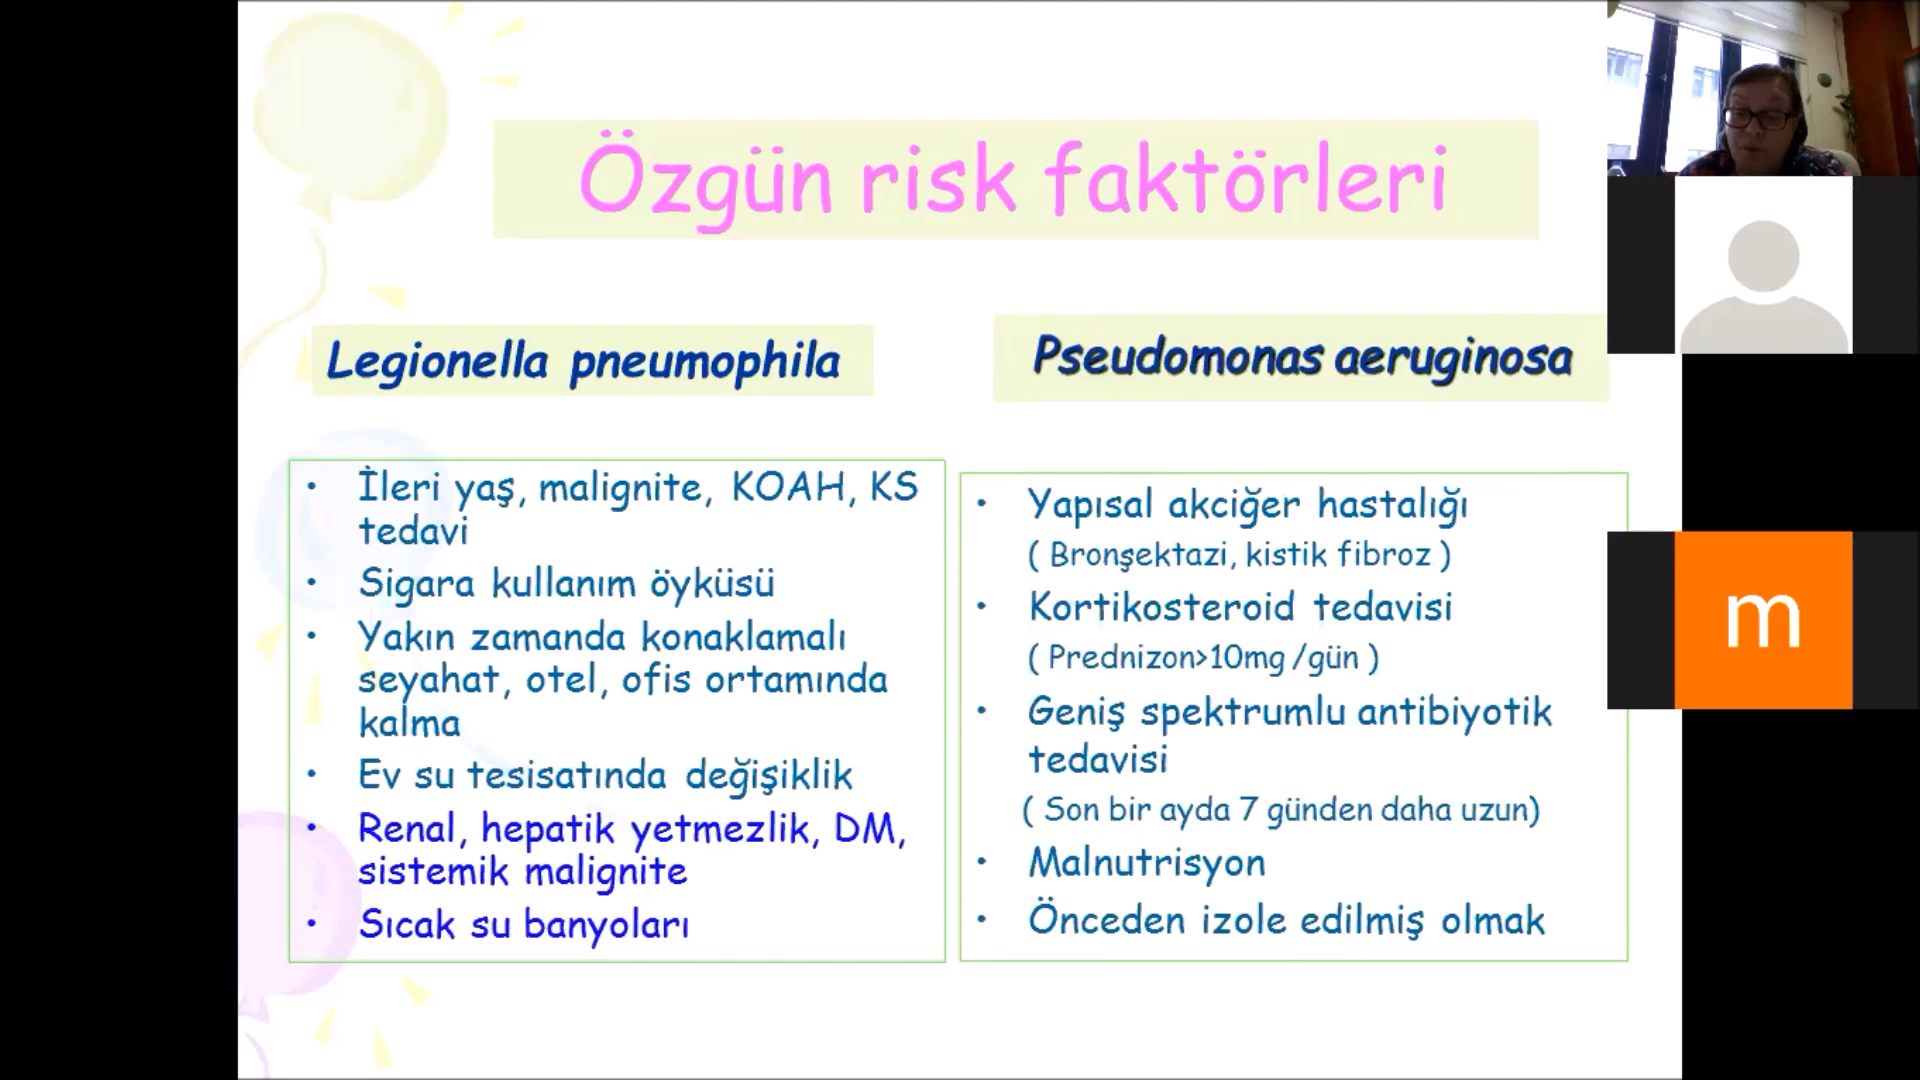 Özgün risk faktörleri
Legionella pneumophila
• İleri yaş, malignite, KOAH, KS
tedavi
• Sigara kullanım öyküsü
• Yakın zamanda konaklamalı
seyahat, otel, ofis ortamında
kalma
• Ev su tesisatında değişiklik
• Renal, hepatik yetmezlik, DM,
sistemik malignite
• Sıcak su banyoları
Pseudomonas aeruginosa
• Yapısal akciğer hastalığı
( Bronşektazi, kistik fibroz )
• Kortikosteroid tedavisi
( Prednizon>10mg /gün )
• Geniş spektrumlu antibiyotik
tedavisi
( Son bir ayda 7 günden daha uzun)
• Malnutrisyon
• Önceden izole edilmiş olmak
m